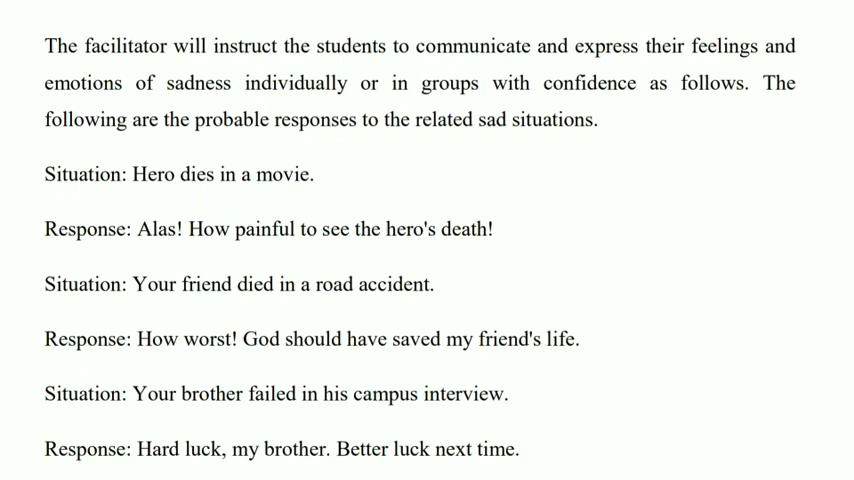 The facilitator will instruct the students to communicate and express their feelings and
emotions of sadness individually or in groups with confidence as follows. The
following are the probable responses to the related sad situations.
Situation: Hero dies in a movie.
Response: Alas! How painful to see the hero's death!
Situation: Your friend died in a road accident.
Response: How worst! God should have saved my friend's life.
Situation: Your brother failed in his campus interview.
Response: Hard luck, my brother. Better luck next time.